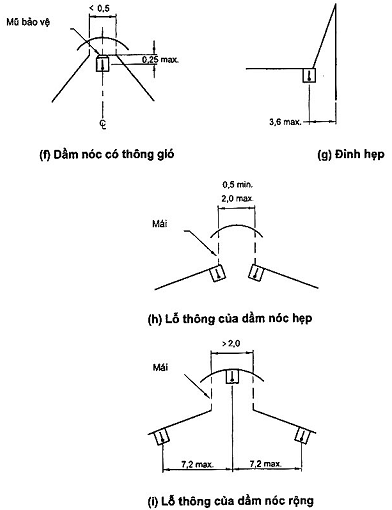 < 0,5
Mũ bảo vệ
0,25 max.
℄
3,6 max.
(f) Dầm nóc có thông gió
(g) Đỉnh hẹp
0,5 min.
2,0 max.
Mái
(h) Lỗ thông của dầm nóc hẹp
>2,0
Mái
7,2 max.
7,2 max.
(i) Lỗ thông của dầm nóc rộng